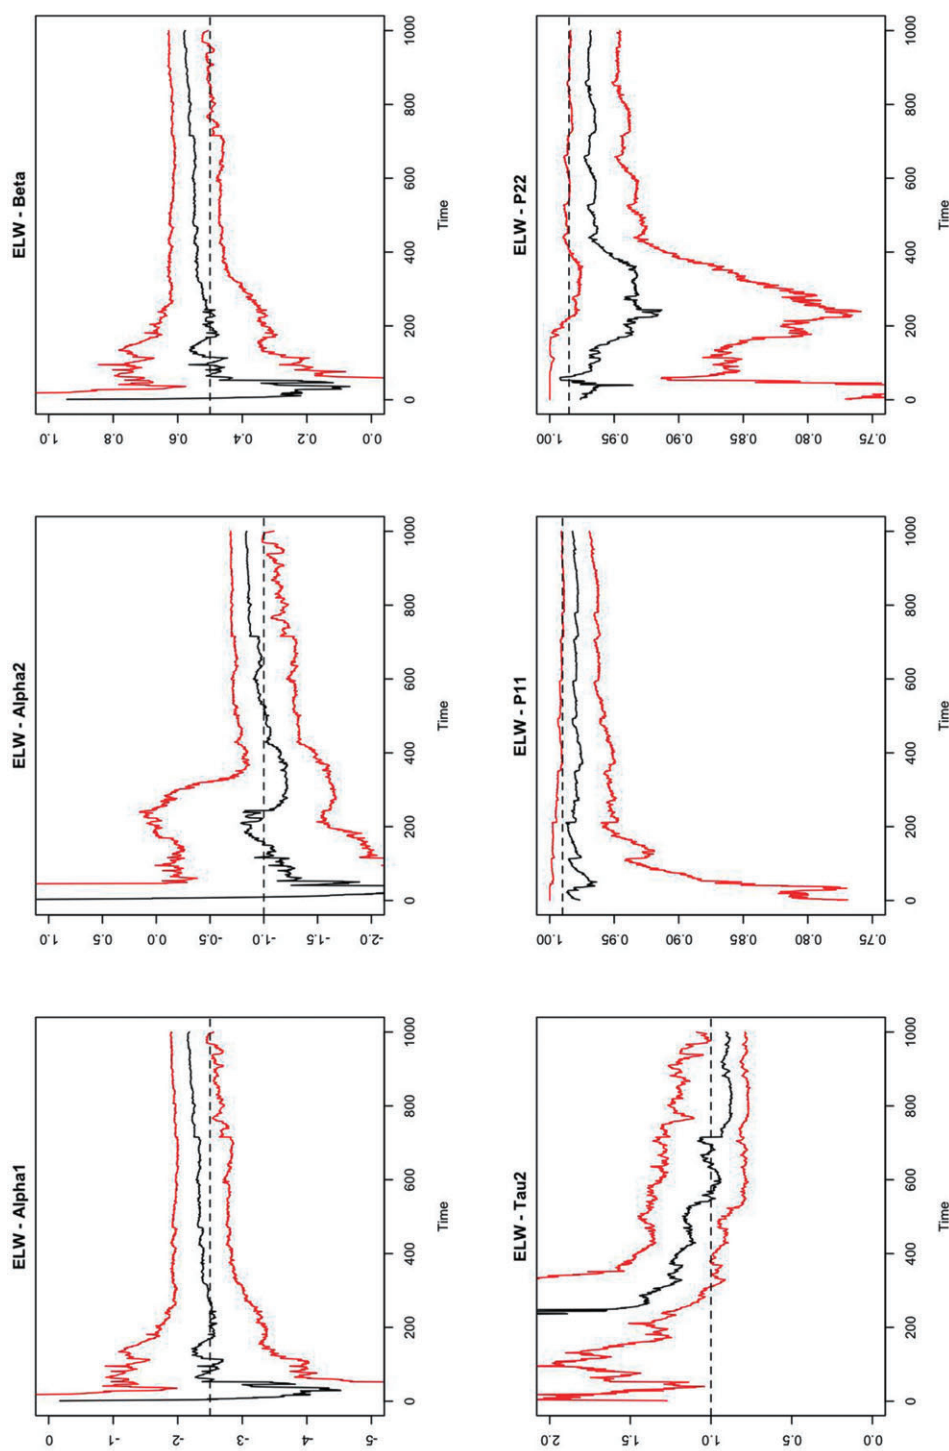 ELW - Alpha1
0
-1
-2
-3
-4
-5
0 200 400 600 800 1000
Time
ELW - Alpha2
1.0
0.5
0.0
-0.5
-1.0
-1.5
-2.0
0 200 400 600 800 1000
Time
ELW - Beta
1.0
0.8
0.6
0.4
0.2
0.0
0 200 400 600 800 1000
Time
ELW - Tau2
2.0
1.5
1.0
0.5
0.0
0 200 400 600 800 1000
Time
ELW - P11
1.00
0.95
0.90
0.85
0.80
0.75
0 200 400 600 800 1000
Time
ELW - P22
1.00
0.95
0.90
0.85
0.80
0.75
0 200 400 600 800 1000
Time